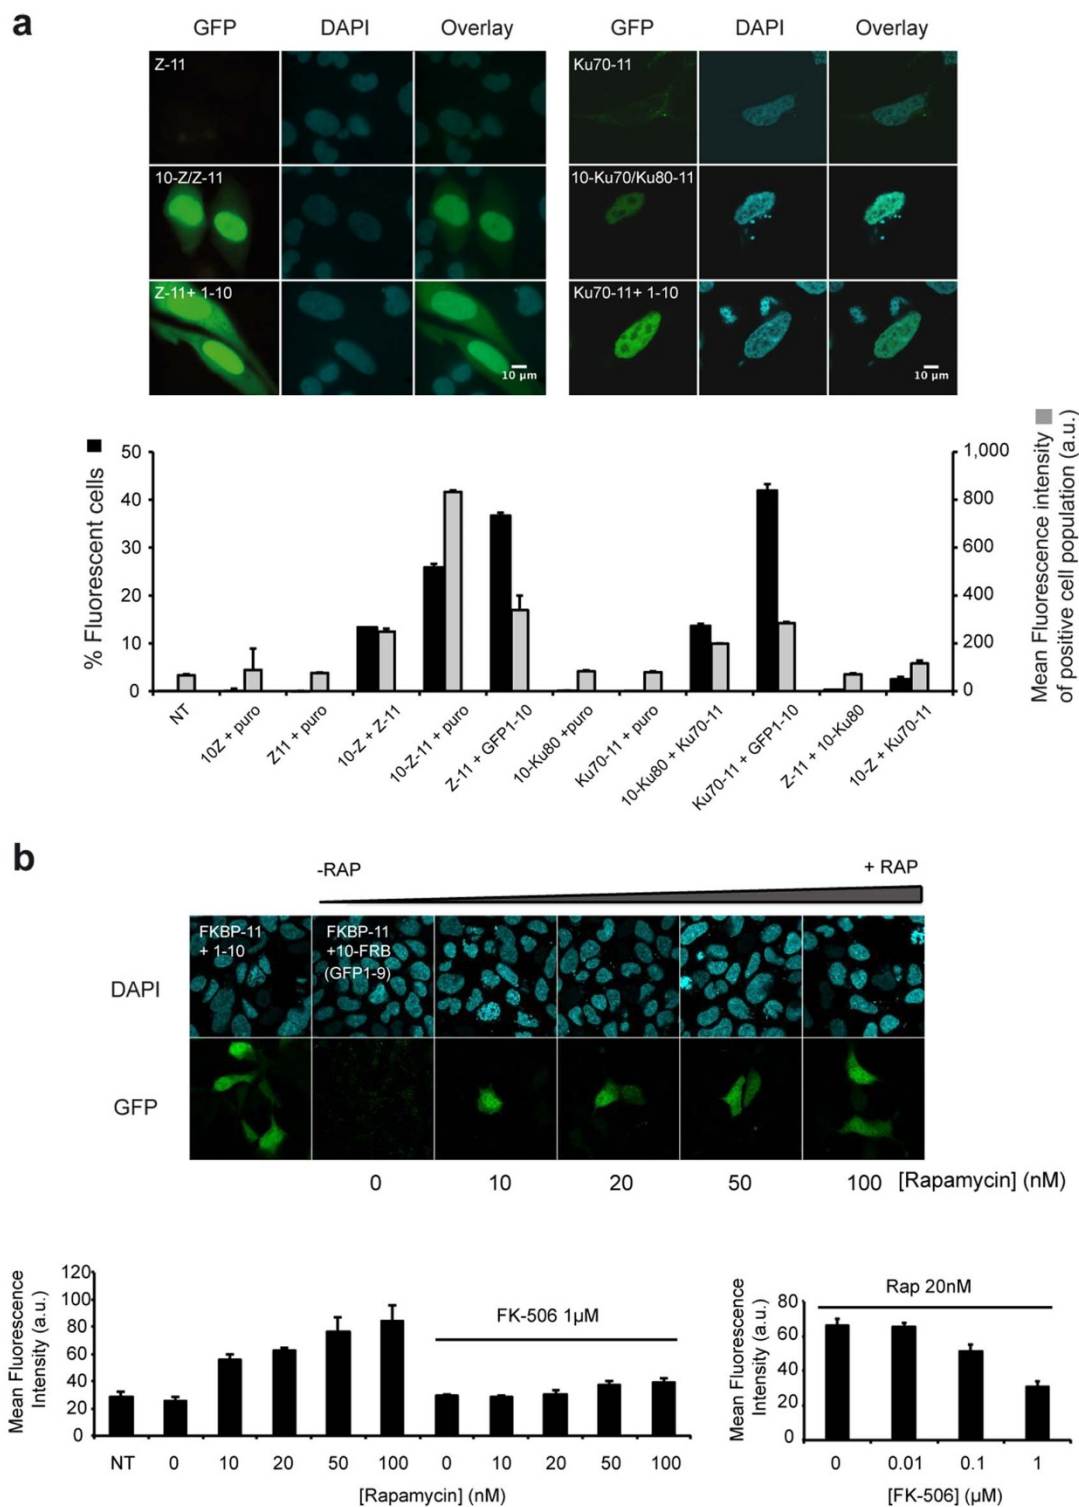 a
GFP DAPI Overlay GFP DAPI Overlay
Z-11
Ku70-11
10-Z/Z-11
10-Ku70/Ku80-11
Z-11+ 1-10
Ku70-11+ 1-10
10 µm
10 µm
% Fluorescent cells
50
40
30
20
10
0
1,000
800
600
400
200
0
Mean Fluorescence intensity
of positive cell population (a.u.)
NT
10Z + puro
Z11 + puro
10-Z + Z-11
10-Z-11 + puro
Z-11 + GFP1-10
10-Ku80 +puro
Ku70-11 + puro
10-Ku80 + Ku70-11
Ku70-11 + GFP1-10
Z-11 + 10-Ku80
10-Z + Ku70-11
b
-RAP + RAP
FKBP-11
+ 1-10
FKBP-11
+10-FRB
(GFP1-9)
DAPI
GFP
0 10 20 50 100 [Rapamycin] (nM)
Mean Fluorescence
Intensity (a.u.)
120
100
80
60
40
20
0
FK-506 1µM
NT 0 10 20 50 100 0 10 20 50 100
[Rapamycin] (nM)
Mean Fluorescence
Intensity (a.u.)
80
60
40
20
0
Rap 20nM
0 0.01 0.1 1
[FK-506] (µM)